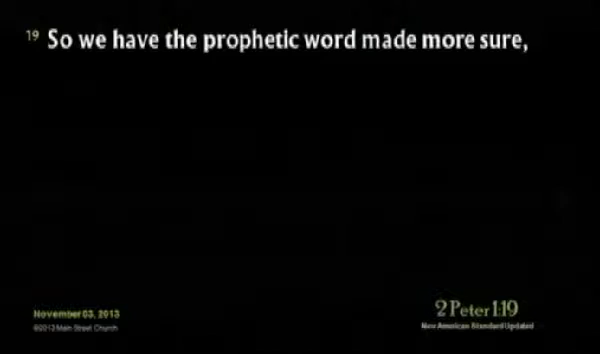 19 So we have the prophetic word made more sure,
November 03, 2013
©2013 Main Street Church
2 Peter 1:19
New American Standard Updated